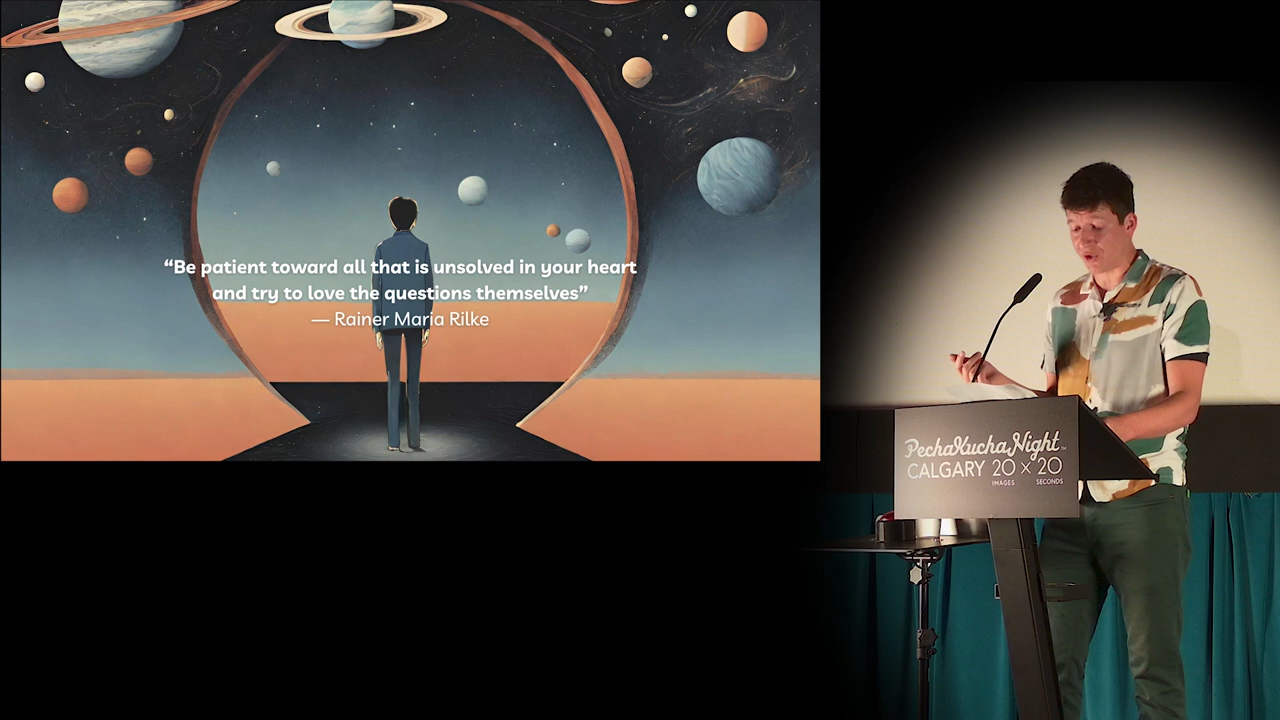 “Be patient toward all that is unsolved in your heart
and try to love the questions themselves”
— Rainer Maria Rilke
PechaKucha Night™
CALGARY 20 x 20
IMAGES SECONDS